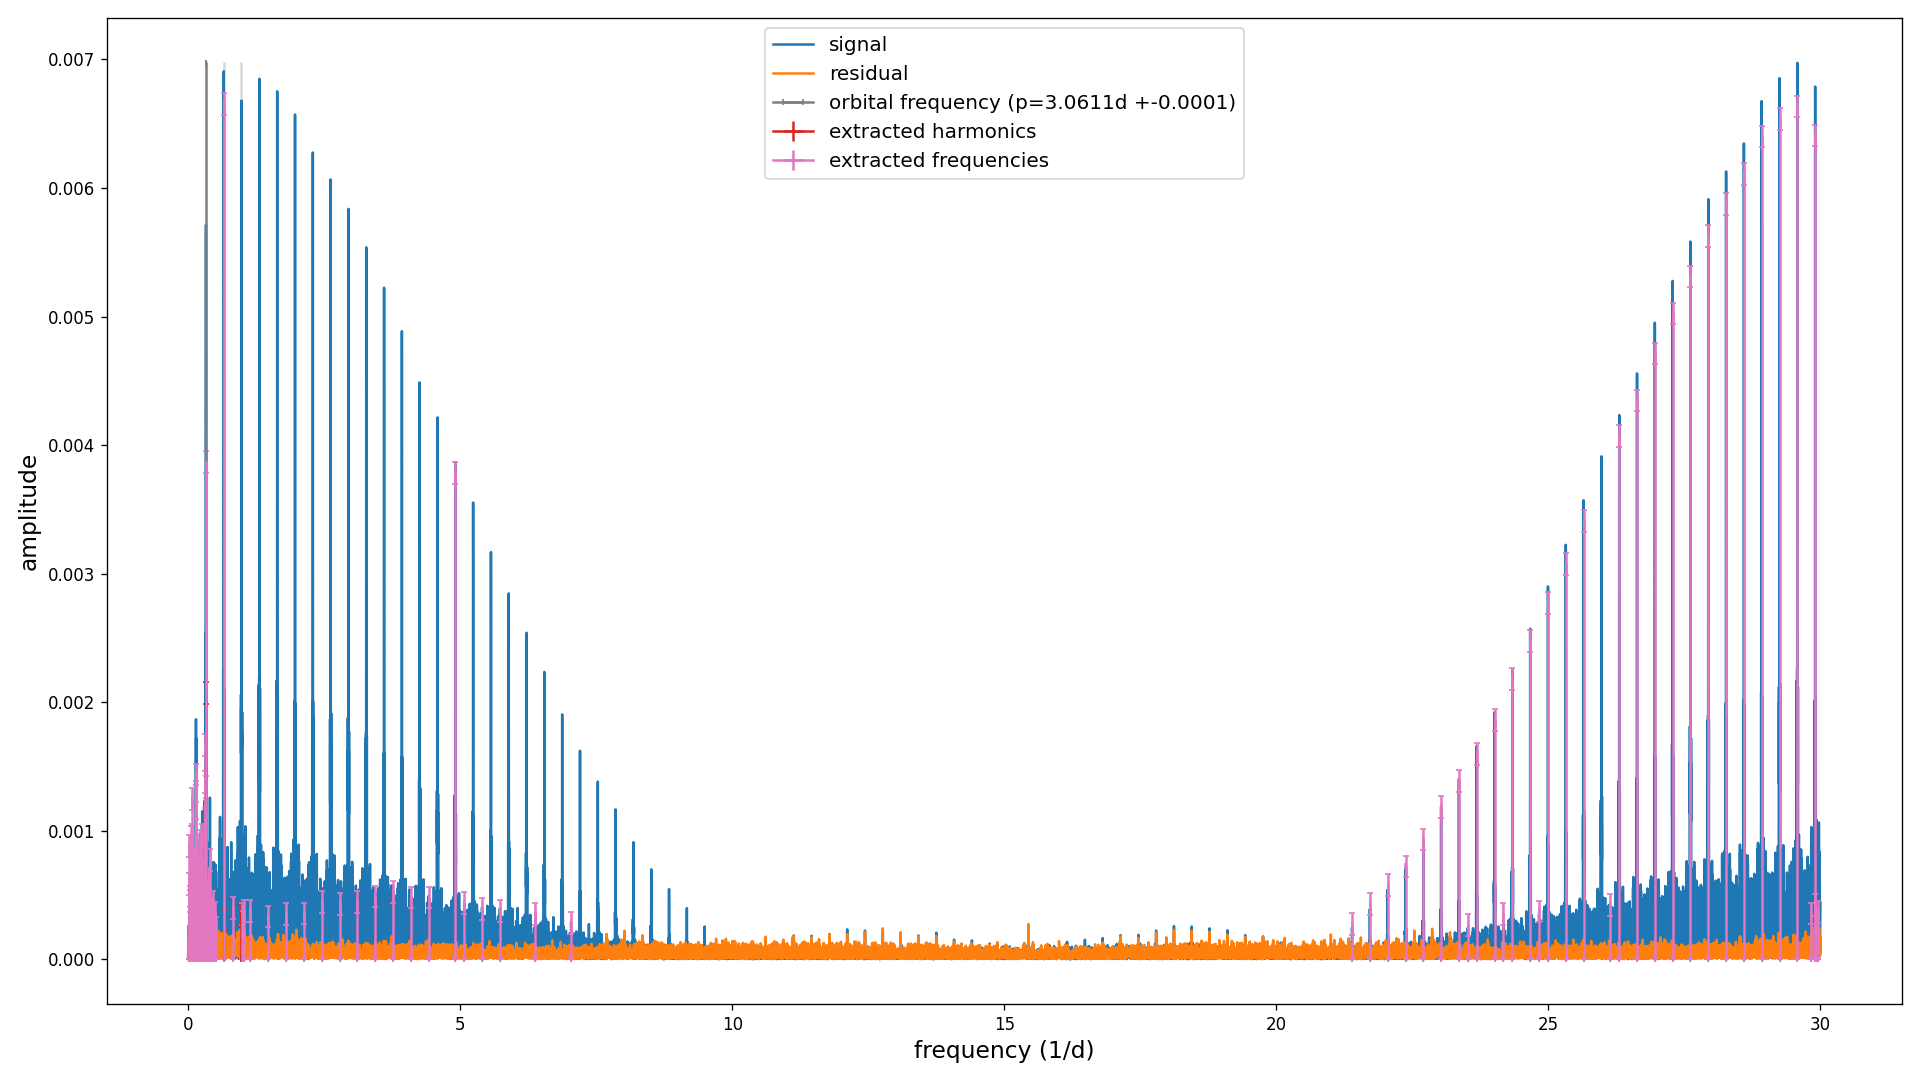 signal
residual
orbital frequency (p=3.0611d +-0.0001)
extracted harmonics
extracted frequencies
amplitude
0.007
0.006
0.005
0.004
0.003
0.002
0.001
0.000
0
5
10
15
20
25
30
frequency (1/d)